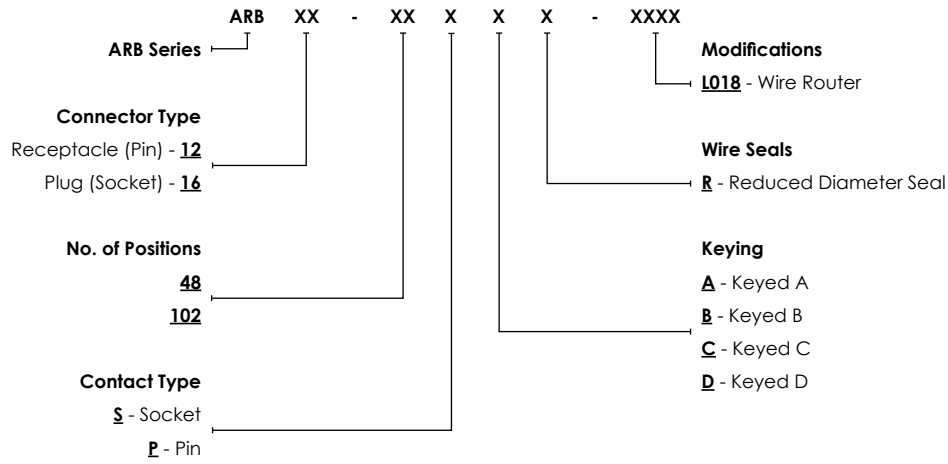 ARB XX - XX X X X - XXXX
ARB Series
Connector Type
Receptacle (Pin) - 12
Plug (Socket) - 16
No. of Positions
48
102
Contact Type
S - Socket
P - Pin
Modifications
L018 - Wire Router
Wire Seals
R - Reduced Diameter Seal
Keying
A - Keyed A
B - Keyed B
C - Keyed C
D - Keyed D